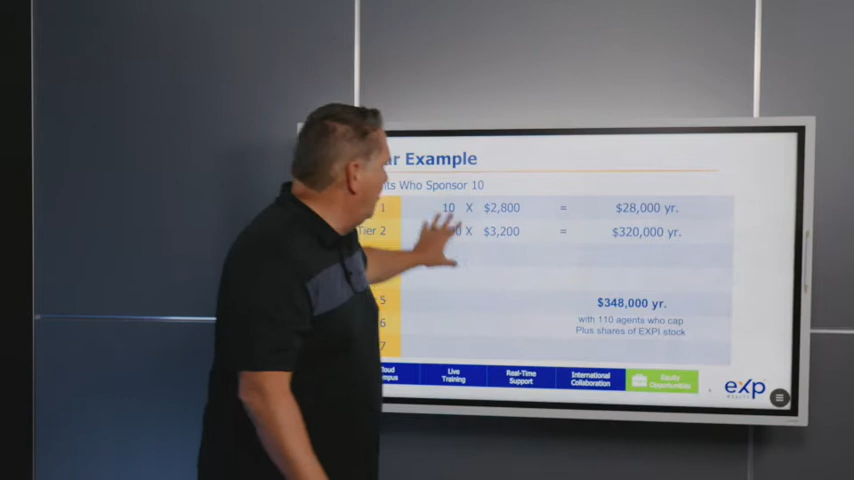 Example
Who Sponsor 10
1 10 X $2,800 = $28,000 yr.
Tier 2 X $3,200 = $320,000 yr.
5 $348,000 yr.
6 with 110 agents who cap
Plus shares of EXPI stock
7
Live Training
Real-Time Support
International Collaboration
Equity Opportunities
eXp
REALTY